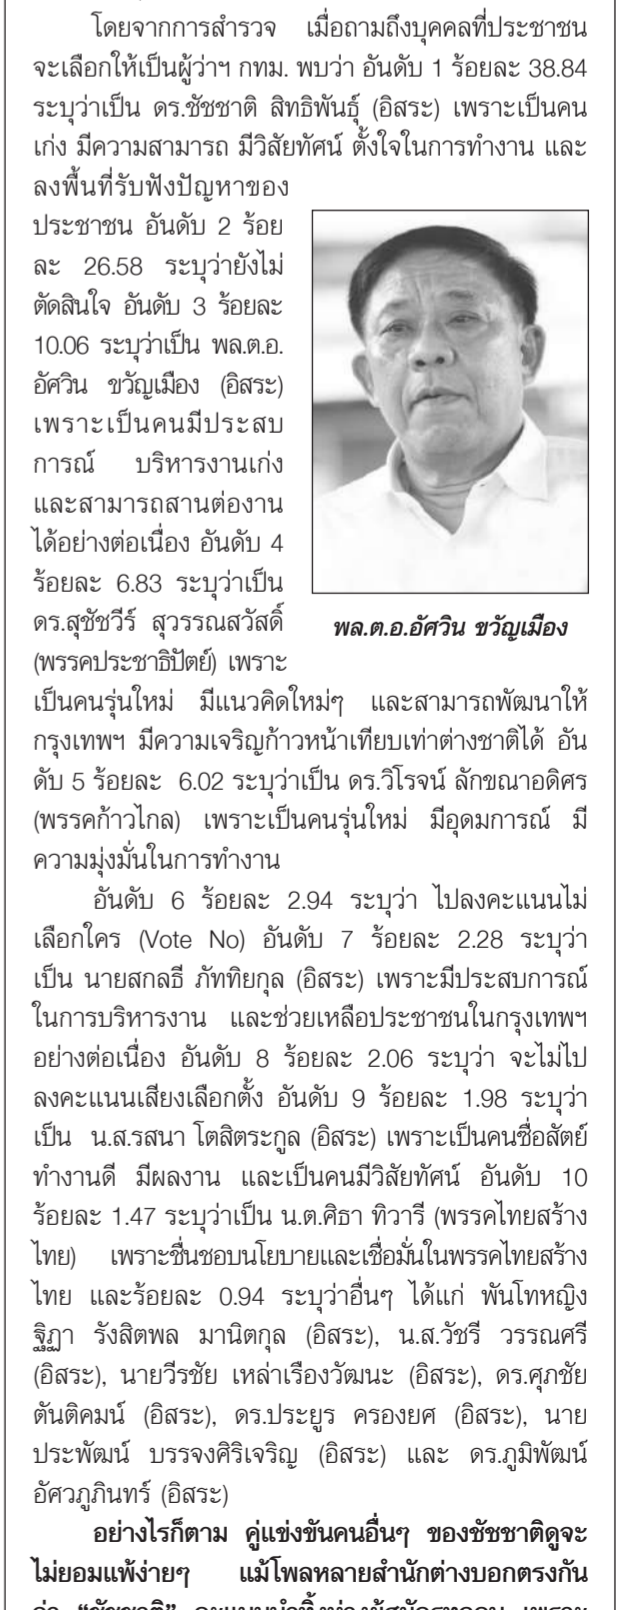 โดยจากการสำรวจ เมื่อถามถึงบุคคลที่ประชาชน
จะเลือกให้เป็นผู้ว่าฯ กทม. พบว่า อันดับ 1 ร้อยละ 38.84
ระบุว่าเป็น ดร.ชัชชาติ สิทธิพันธุ์ (อิสระ) เพราะเป็นคน
เก่ง มีความสามารถ มีวิสัยทัศน์ ตั้งใจในการทำงาน และ
ลงพื้นที่รับฟังปัญหาของ
ประชาชน อันดับ 2 ร้อย
ละ 26.58 ระบุว่ายังไม่
ตัดสินใจ อันดับ 3 ร้อยละ
10.06 ระบุว่าเป็น พล.ต.อ.
อัศวิน ขวัญเมือง (อิสระ)
เพราะเป็นคนมีประสบ
การณ์ บริหารงานเก่ง
และสามารถสานต่องาน
ได้อย่างต่อเนื่อง อันดับ 4
ร้อยละ 6.83 ระบุว่าเป็น
ดร.สุชัชวีร์ สุวรรณสวัสดิ์
(พรรคประชาธิปัตย์) เพราะ
พล.ต.อ.อัศวิน ขวัญเมือง
เป็นคนรุ่นใหม่ มีแนวคิดใหม่ๆ และสามารถพัฒนาให้
กรุงเทพฯ มีความเจริญก้าวหน้าเทียบเท่าต่างชาติได้ อัน
ดับ 5 ร้อยละ 6.02 ระบุว่าเป็น ดร.วิโรจน์ ลักขณาอดิศร
(พรรคก้าวไกล) เพราะเป็นคนรุ่นใหม่ มีอุดมการณ์ มี
ความมุ่งมั่นในการทำงาน
อันดับ 6 ร้อยละ 2.94 ระบุว่า ไปลงคะแนนไม่
เลือกใคร (Vote No) อันดับ 7 ร้อยละ 2.28 ระบุว่า
เป็น นายสกลธี ภัททิยกุล (อิสระ) เพราะมีประสบการณ์
ในการบริหารงาน และช่วยเหลือประชาชนในกรุงเทพฯ
อย่างต่อเนื่อง อันดับ 8 ร้อยละ 2.06 ระบุว่า จะไม่ไป
ลงคะแนนเสียงเลือกตั้ง อันดับ 9 ร้อยละ 1.98 ระบุว่า
เป็น น.ส.รสนา โตสิตระกูล (อิสระ) เพราะเป็นคนซื่อสัตย์
ทำงานดี มีผลงาน และเป็นคนมีวิสัยทัศน์ อันดับ 10
ร้อยละ 1.47 ระบุว่าเป็น น.ต.ศิธา ทิวารี (พรรคไทยสร้าง
ไทย) เพราะชื่นชอบนโยบายและเชื่อมั่นในพรรคไทยสร้าง
ไทย และร้อยละ 0.94 ระบุว่าอื่นๆ ได้แก่ พันโทหญิง
ฐิฏา รังสิตพล มานิตกุล (อิสระ), น.ส.วัชรี วรรณศรี
(อิสระ), นายวีรชัย เหล่าเรืองวัฒนะ (อิสระ), ดร.ศุภชัย
ตันติคมน์ (อิสระ), ดร.ประยูร ครองยศ (อิสระ), นาย
ประพัฒน์ บรรจงศิริเจริญ (อิสระ) และ ดร.ภูมิพัฒน์
อัศวภูภินทร์ (อิสระ)
อย่างไรก็ตาม คู่แข่งขันคนอื่นๆ ของชัชชาติดูจะ
ไม่ยอมแพ้ง่ายๆ แม้โพลหลายสำนักต่างบอกตรงกัน